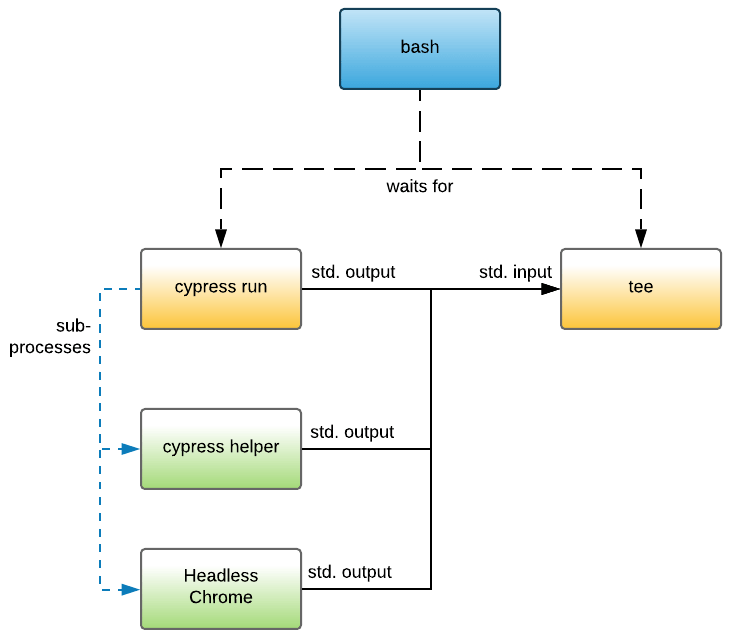 bash
waits for
cypress run
std. output
std. input
tee
sub-
processes
cypress helper
std. output
Headless
Chrome
std. output